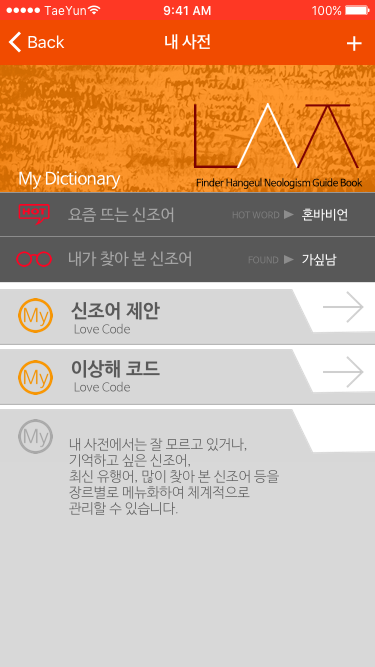 TaeYun 9:41 AM 100%
Back 내 사전 +
LAㅈ
My Dictionary
Finder Hangeul Neologism Guide Book
HOT 요즘 뜨는 신조어 HOT WORD ▶ 혼바비언
내가 찾아 본 신조어 FOUND ▶ 가싶남
My 신조어 제안
Love Code
My 이상해 코드
Love Code
My
내 사전에서는 잘 모르고 있거나,
기억하고 싶은 신조어,
최신 유행어, 많이 찾아 본 신조어 등을
장르별로 메뉴화하여 체계적으로
관리할 수 있습니다.